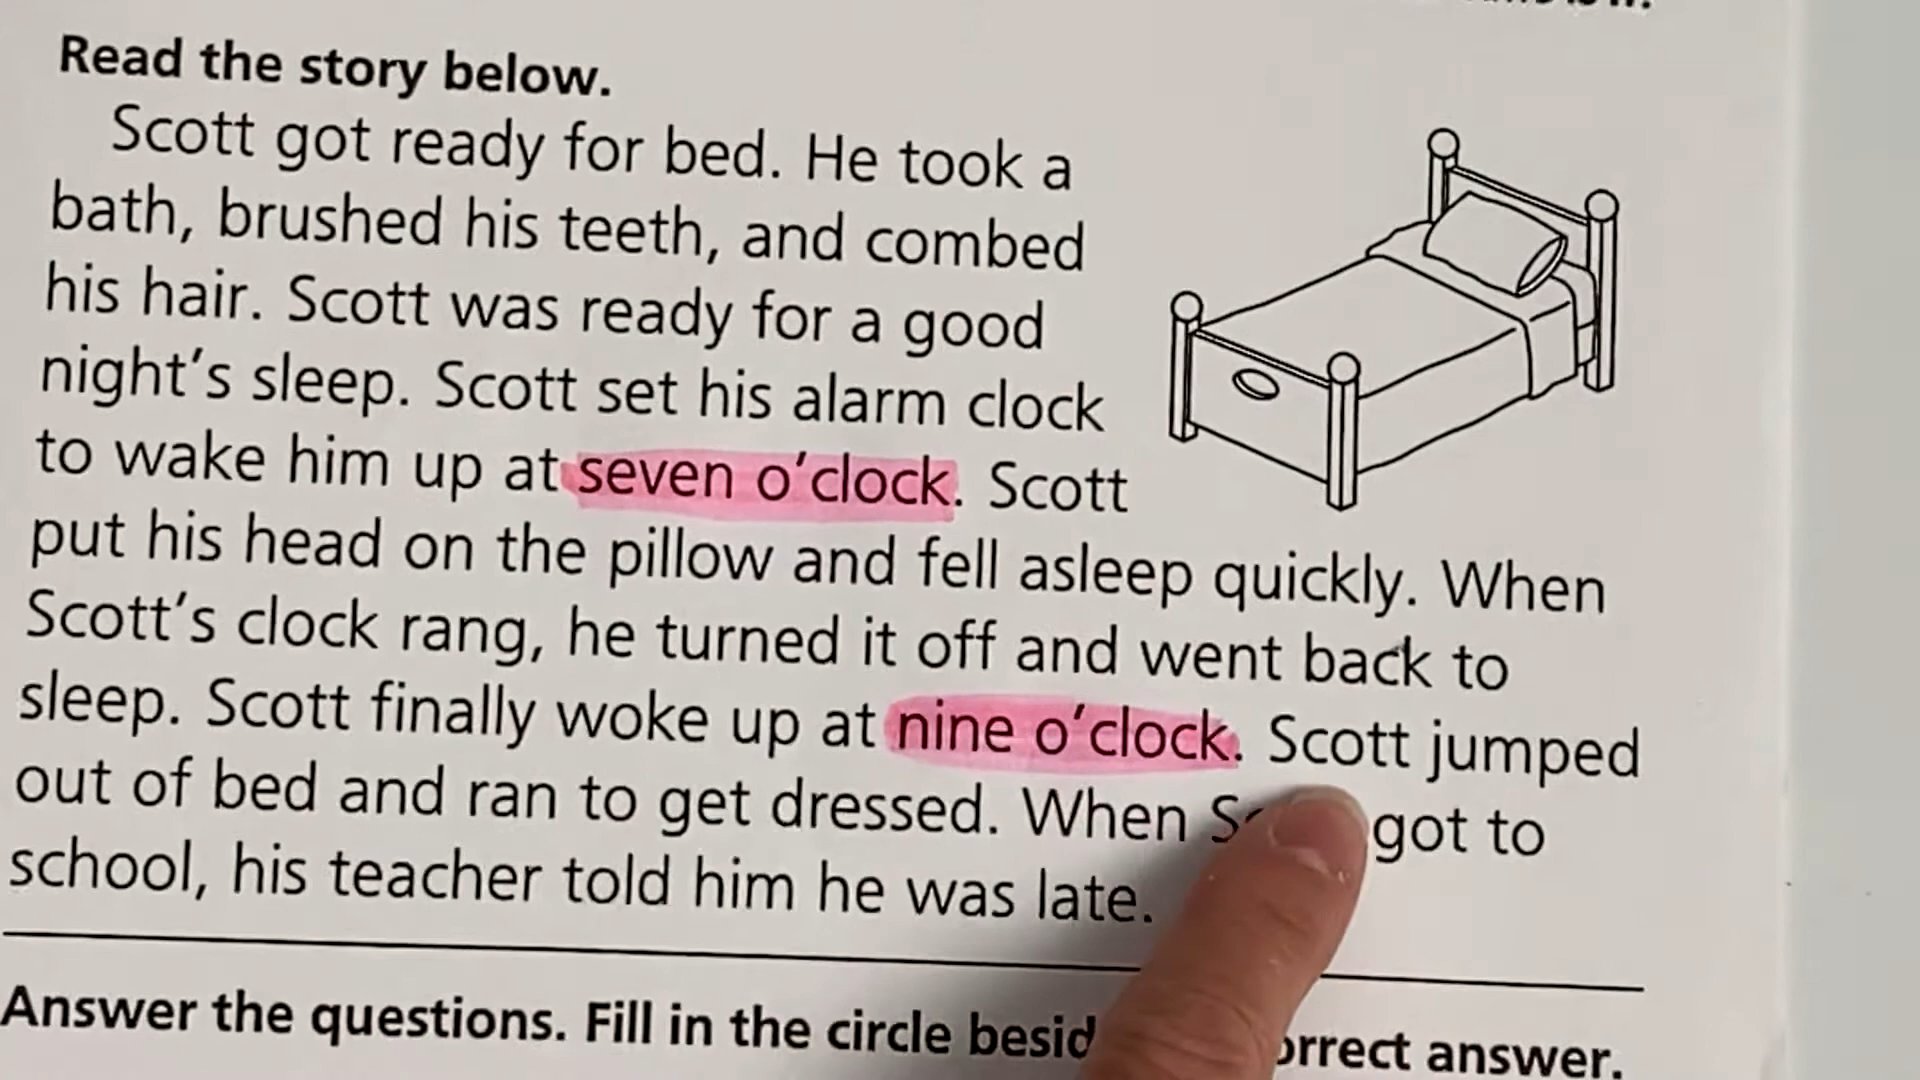 Read the story below.
Scott got ready for bed. He took a
bath, brushed his teeth, and combed
his hair. Scott was ready for a good
night's sleep. Scott set his alarm clock
to wake him up at seven o'clock. Scott
put his head on the pillow and fell asleep quickly. When
Scott's clock rang, he turned it off and went back to
sleep. Scott finally woke up at nine o'clock. Scott jumped
out of bed and ran to get dressed. When got to
school, his teacher told him he was late.
Answer the questions. Fill in the circle answer.